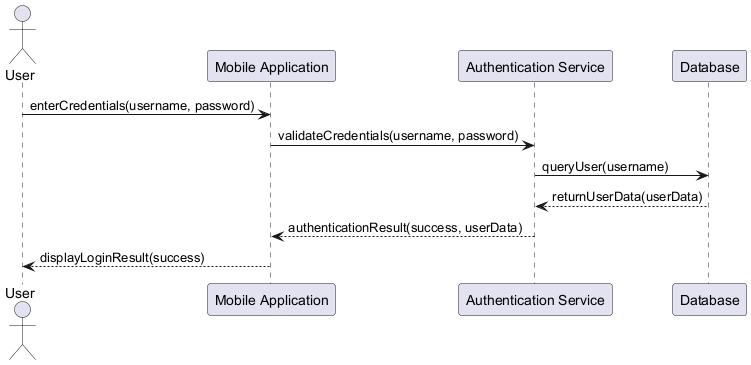 User
Mobile Application
Authentication Service
Database
enterCredentials(username, password)
validateCredentials(username, password)
queryUser(username)
returnUserData(userData)
authenticationResult(success, userData)
displayLoginResult(success)
User
Mobile Application
Authentication Service
Database